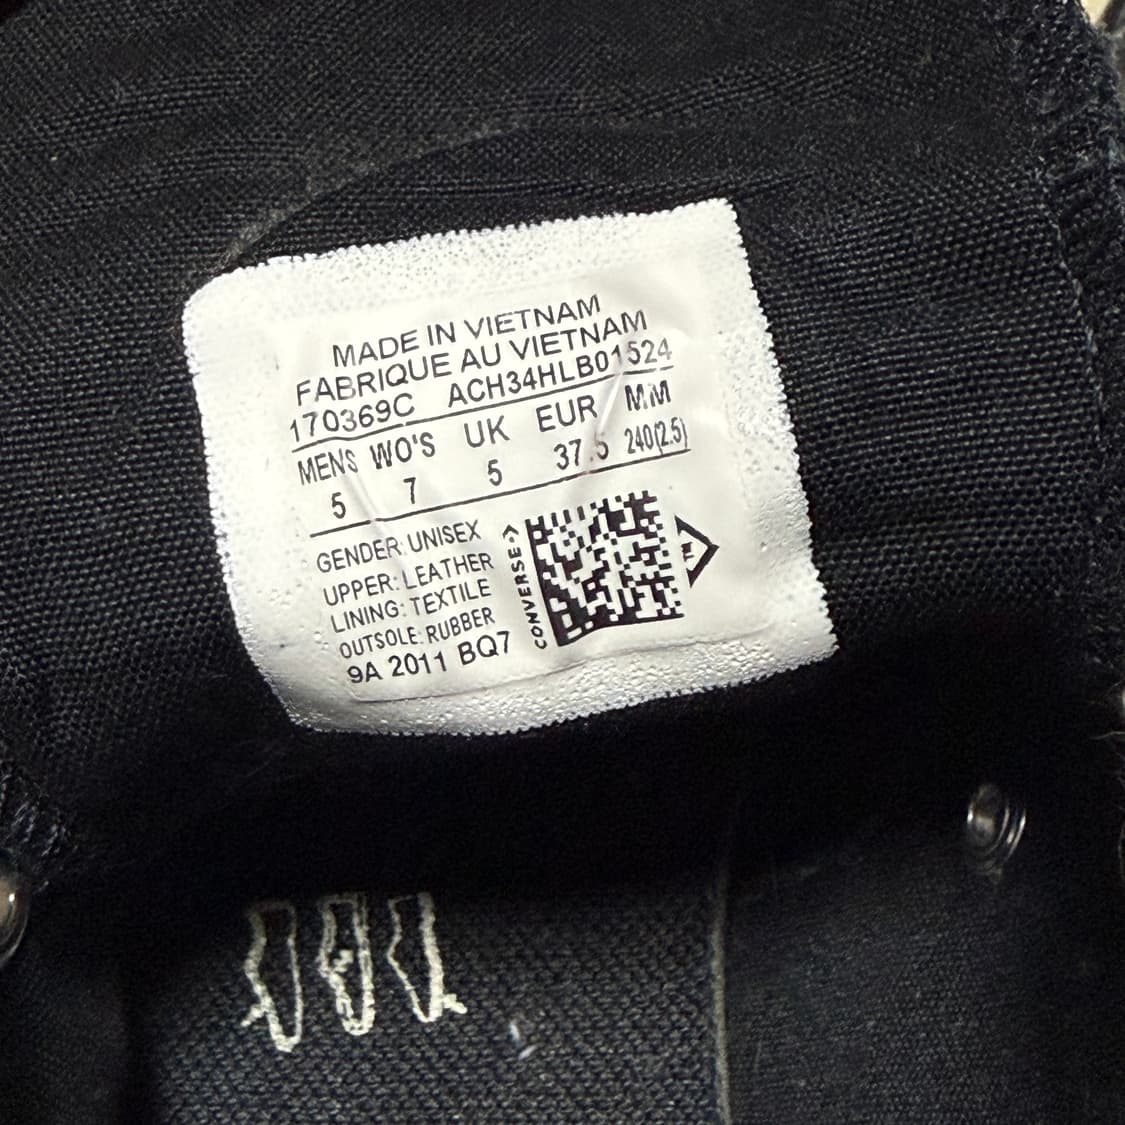 MADE IN VIETNAM
FABRIQUE AU VIETNAM
170369C ACH34HLB01524
MENS WO'S UK EUR MM
5 7 5 37.5 240(2.5)
GENDER: UNISEX
UPPER: LEATHER
LINING: TEXTILE
OUTSOLE: RUBBER
9A 2011 BQ7
CONVERSE
TM